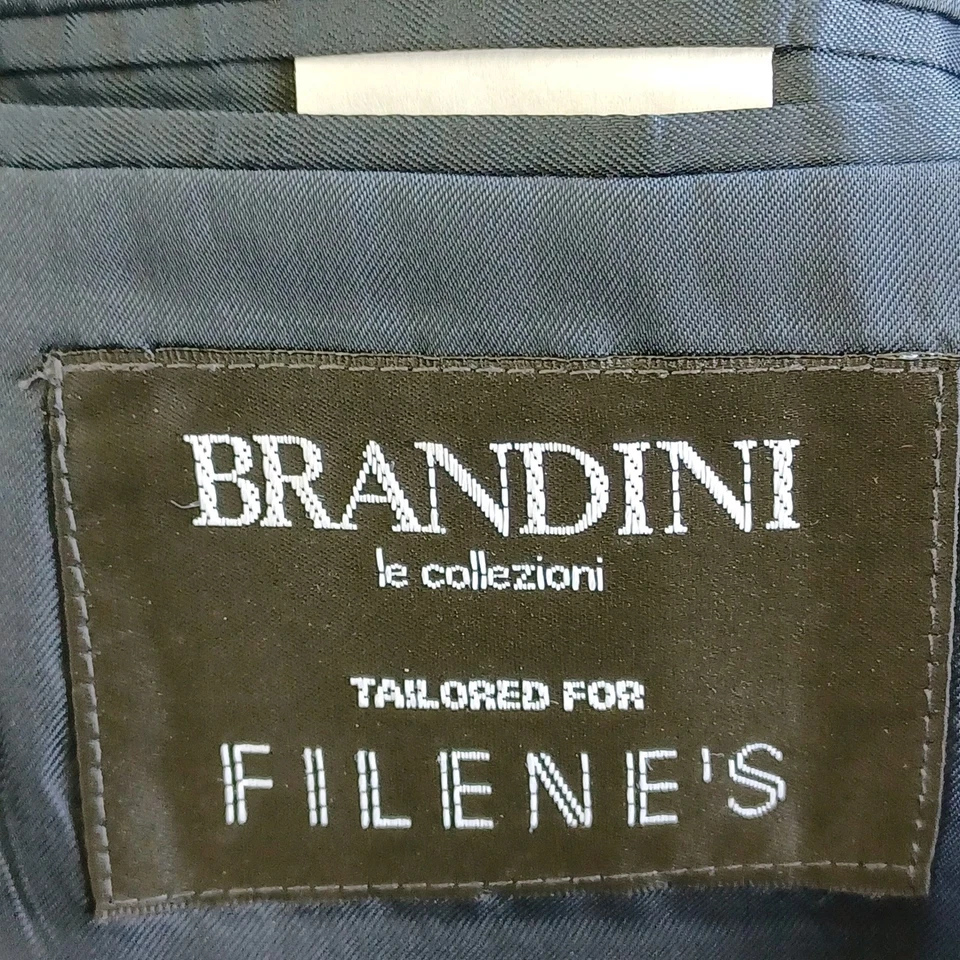 BRANDINI
le collezioni
TAILORED FOR
FILENE'S